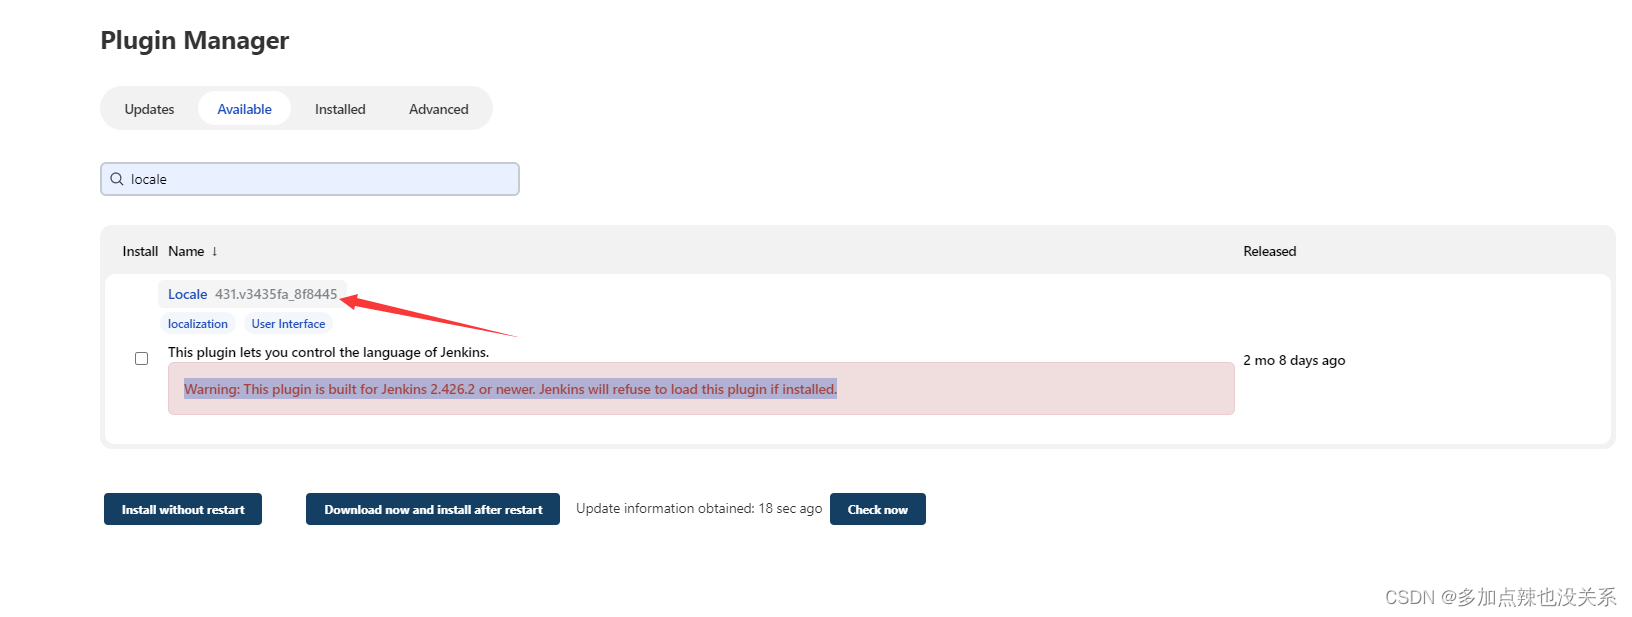 Plugin Manager
Updates Available Installed Advanced
locale
Install Name ↓ Released
Locale 431.v3435fa_8f8445
localization User Interface
This plugin lets you control the language of Jenkins.
2 mo 8 days ago
Warning: This plugin is built for Jenkins 2.426.2 or newer. Jenkins will refuse to load this plugin if installed.
Install without restart Download now and install after restart Update information obtained: 18 sec ago Check now
CSDN @多加点辣也没关系